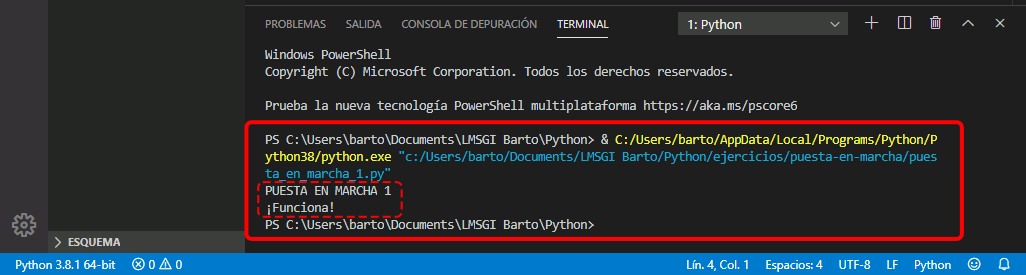 PROBLEMAS SALIDA CONSOLA DE DEPURACIÓN TERMINAL 1: Python
Windows PowerShell
Copyright (C) Microsoft Corporation. Todos los derechos reservados.
Prueba la nueva tecnología PowerShell multiplataforma https://aka.ms/pscore6
PS C:\Users\barto\Documents\LMSGI Barto\Python> & C:/Users/barto/AppData/Local/Programs/Python/P
ython38/python.exe "c:/Users/barto/Documents/LMSGI Barto/Python/ejercicios/puesta-en-marcha/pues
ta_en_marcha_1.py"
PUESTA EN MARCHA 1
¡Funciona!
PS C:\Users\barto\Documents\LMSGI Barto\Python>
ESQUEMA
Python 3.8.1 64-bit 0 0 Lín. 4, Col. 1 Espacios: 4 UTF-8 LF Python